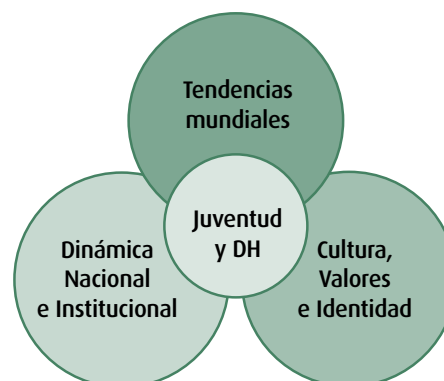 Tendencias
mundiales
Juventud
y DH
Dinámica
Nacional
e Institucional
Cultura,
Valores
e Identidad